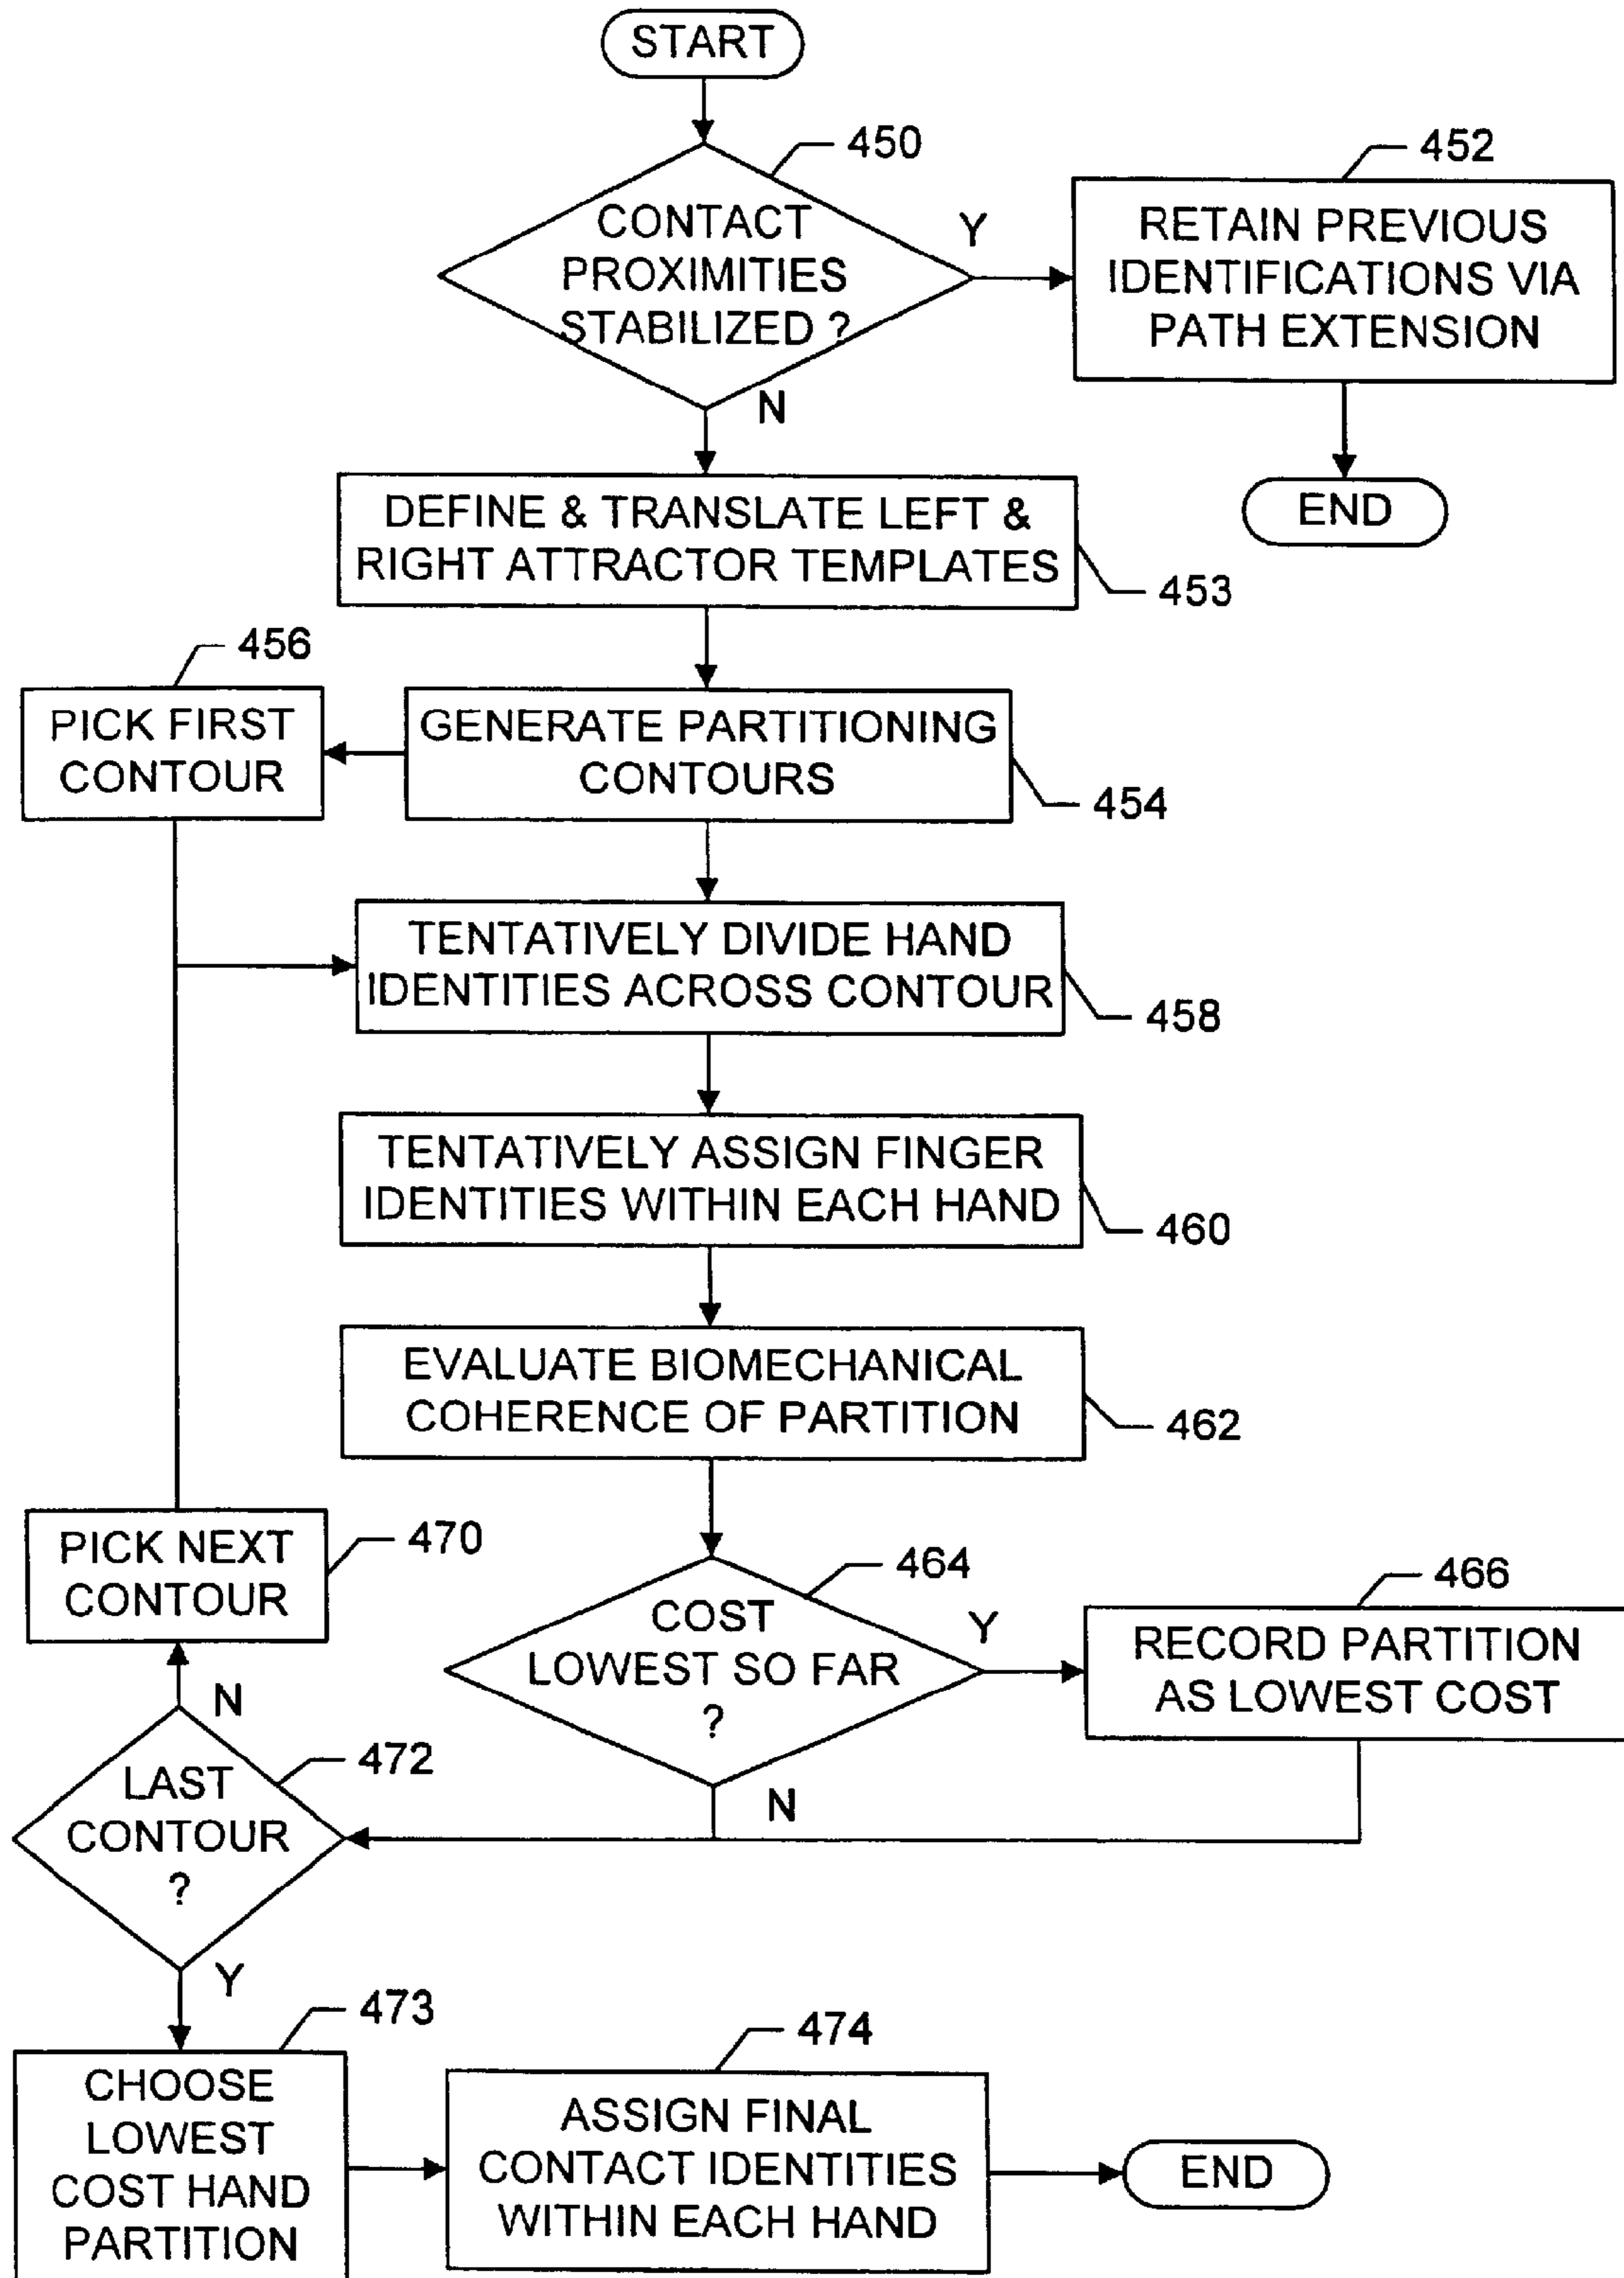 START
450
452
CONTACT
PROXIMITIES
STABILIZED ?
Y
RETAIN PREVIOUS
IDENTIFICATIONS VIA
PATH EXTENSION
N
END
DEFINE & TRANSLATE LEFT &
RIGHT ATTRACTOR TEMPLATES
453
456
PICK FIRST
CONTOUR
GENERATE PARTITIONING
CONTOURS
454
TENTATIVELY DIVIDE HAND
IDENTITIES ACROSS CONTOUR
458
TENTATIVELY ASSIGN FINGER
IDENTITIES WITHIN EACH HAND
460
EVALUATE BIOMECHANICAL
COHERENCE OF PARTITION
462
PICK NEXT
CONTOUR
470
464
COST
LOWEST SO FAR
?
Y
466
RECORD PARTITION
AS LOWEST COST
N
N
472
LAST
CONTOUR
?
Y
473
CHOOSE
LOWEST
COST HAND
PARTITION
474
ASSIGN FINAL
CONTACT IDENTITIES
WITHIN EACH HAND
END